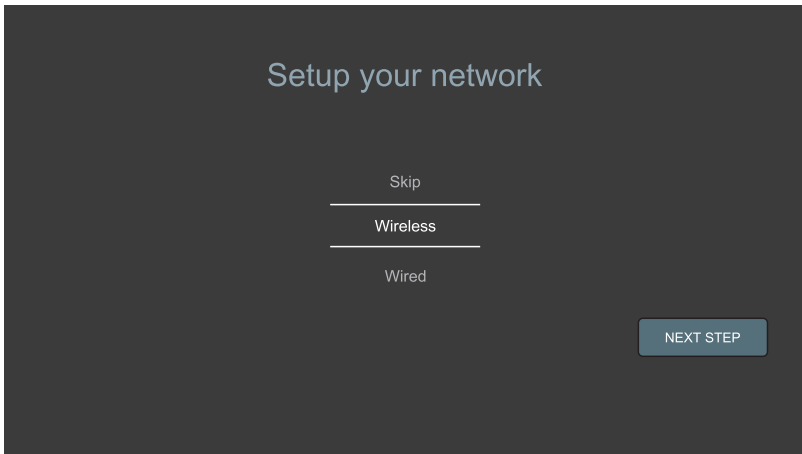 Setup your network
Skip
Wireless
Wired
NEXT STEP